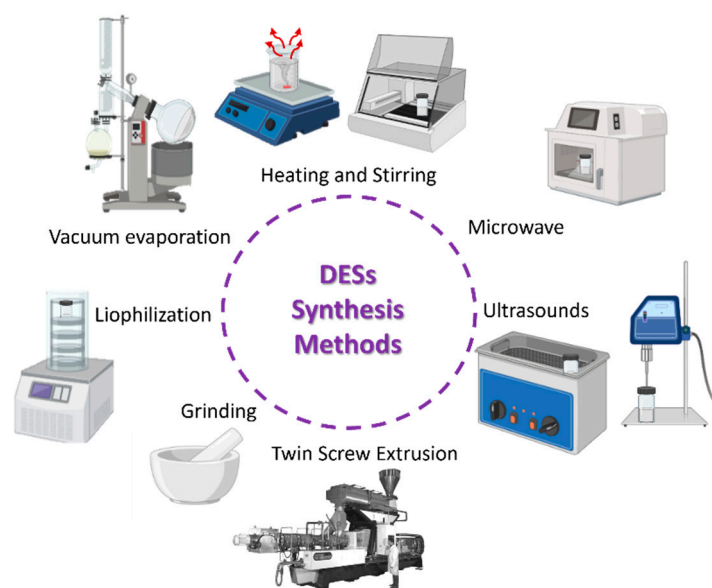 Heating and Stirring
Microwave
Vacuum evaporation
DESs
Synthesis
Methods
Liophilization
Ultrasounds
Grinding
Twin Screw Extrusion